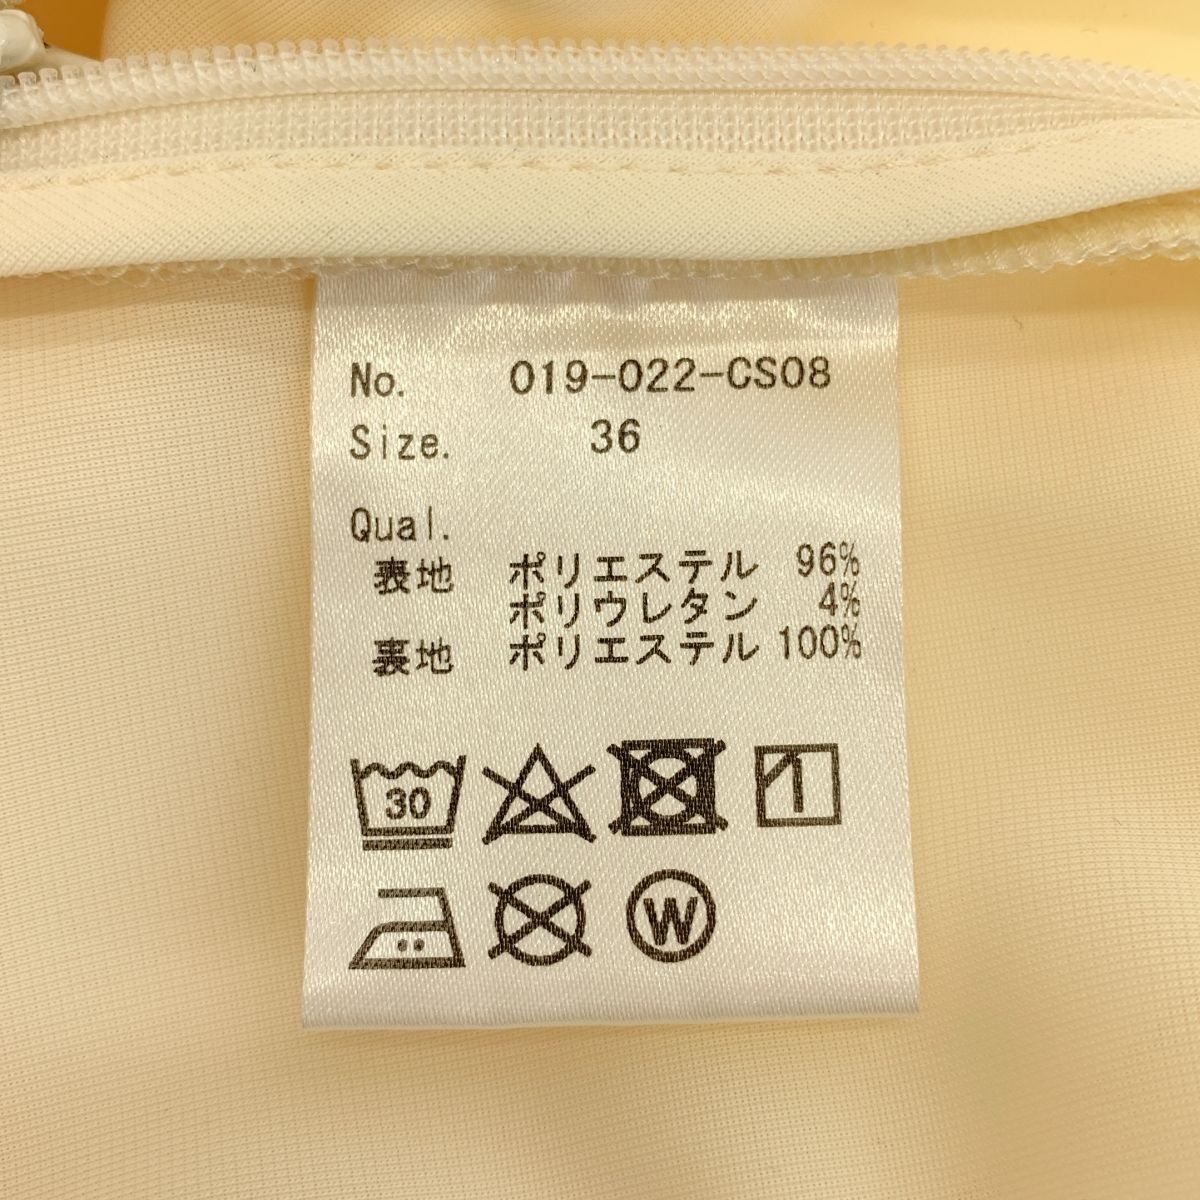 No. 019-022-CS08
Size. 36
Qual.
表地 ポリエステル 96%
ポリウレタン 4%
裏地 ポリエステル 100%
30
W